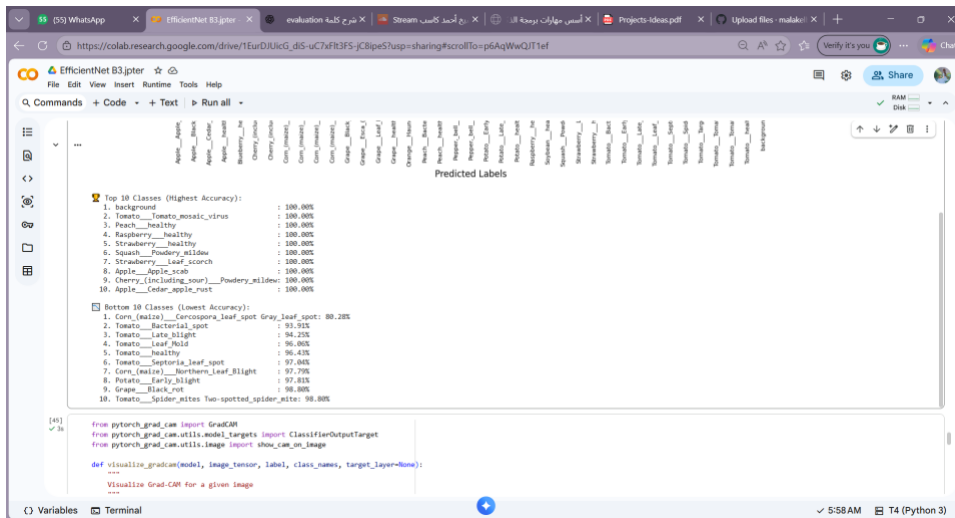 (55) WhatsApp
EfficientNet B3.jpter -
evaluation شرح كلمة
Stream
أسس مهارات برمجة
Projects-Ideas.pdf
Upload files · malakel
https://colab.research.google.com/drive/1EurDJUicG_diS-uC7xFlt3FS-jC8ipeS?usp=sharing#scrollTo=p6AqWwQJT1ef
Verify it's you
EfficientNet B3.jpter
File Edit View Insert Runtime Tools Help
Share
Commands + Code + Text Run all
RAM
Disk
Predicted Labels
Top 10 Classes (Highest Accuracy):
1. background : 100.00%
2. Tomato___Tomato_mosaic_virus : 100.00%
3. Peach___healthy : 100.00%
4. Raspberry___healthy : 100.00%
5. Strawberry___healthy : 100.00%
6. Squash___Powdery_mildew : 100.00%
7. Strawberry___Leaf_scorch : 100.00%
8. Apple___Apple_scab : 100.00%
9. Cherry_(including_sour)___Powdery_mildew: 100.00%
10. Apple___Cedar_apple_rust : 100.00%
Bottom 10 Classes (Lowest Accuracy):
1. Corn_(maize)___Cercospora_leaf_spot Gray_leaf_spot: 80.28%
2. Tomato___Bacterial_spot : 93.91%
3. Tomato___Late_blight : 94.25%
4. Tomato___Leaf_Mold : 96.06%
5. Tomato___healthy : 96.43%
6. Tomato___Septoria_leaf_spot : 97.04%
7. Corn_(maize)___Northern_Leaf_Blight : 97.79%
8. Potato___Early_blight : 97.81%
9. Grape___Black_rot : 98.80%
10. Tomato___Spider_mites Two-spotted_spider_mite: 98.80%
[45]
3s
from pytorch_grad_cam import GradCAM
from pytorch_grad_cam.utils.model_targets import ClassifierOutputTarget
from pytorch_grad_cam.utils.image import show_cam_on_image
def visualize_gradcam(model, image_tensor, label, class_names, target_layer=None):
"""
Visualize Grad-CAM for a given image
"""
Variables Terminal
5:58 AM T4 (Python 3)